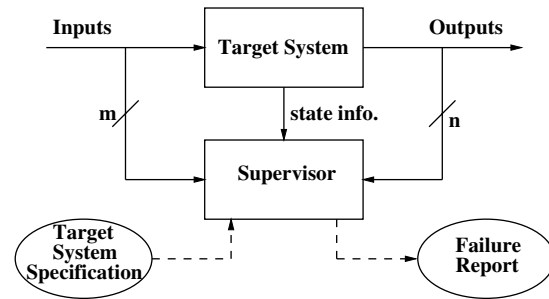 Inputs
Target System
Outputs
m
state info.
n
Supervisor
Target
System
Specification
Failure
Report